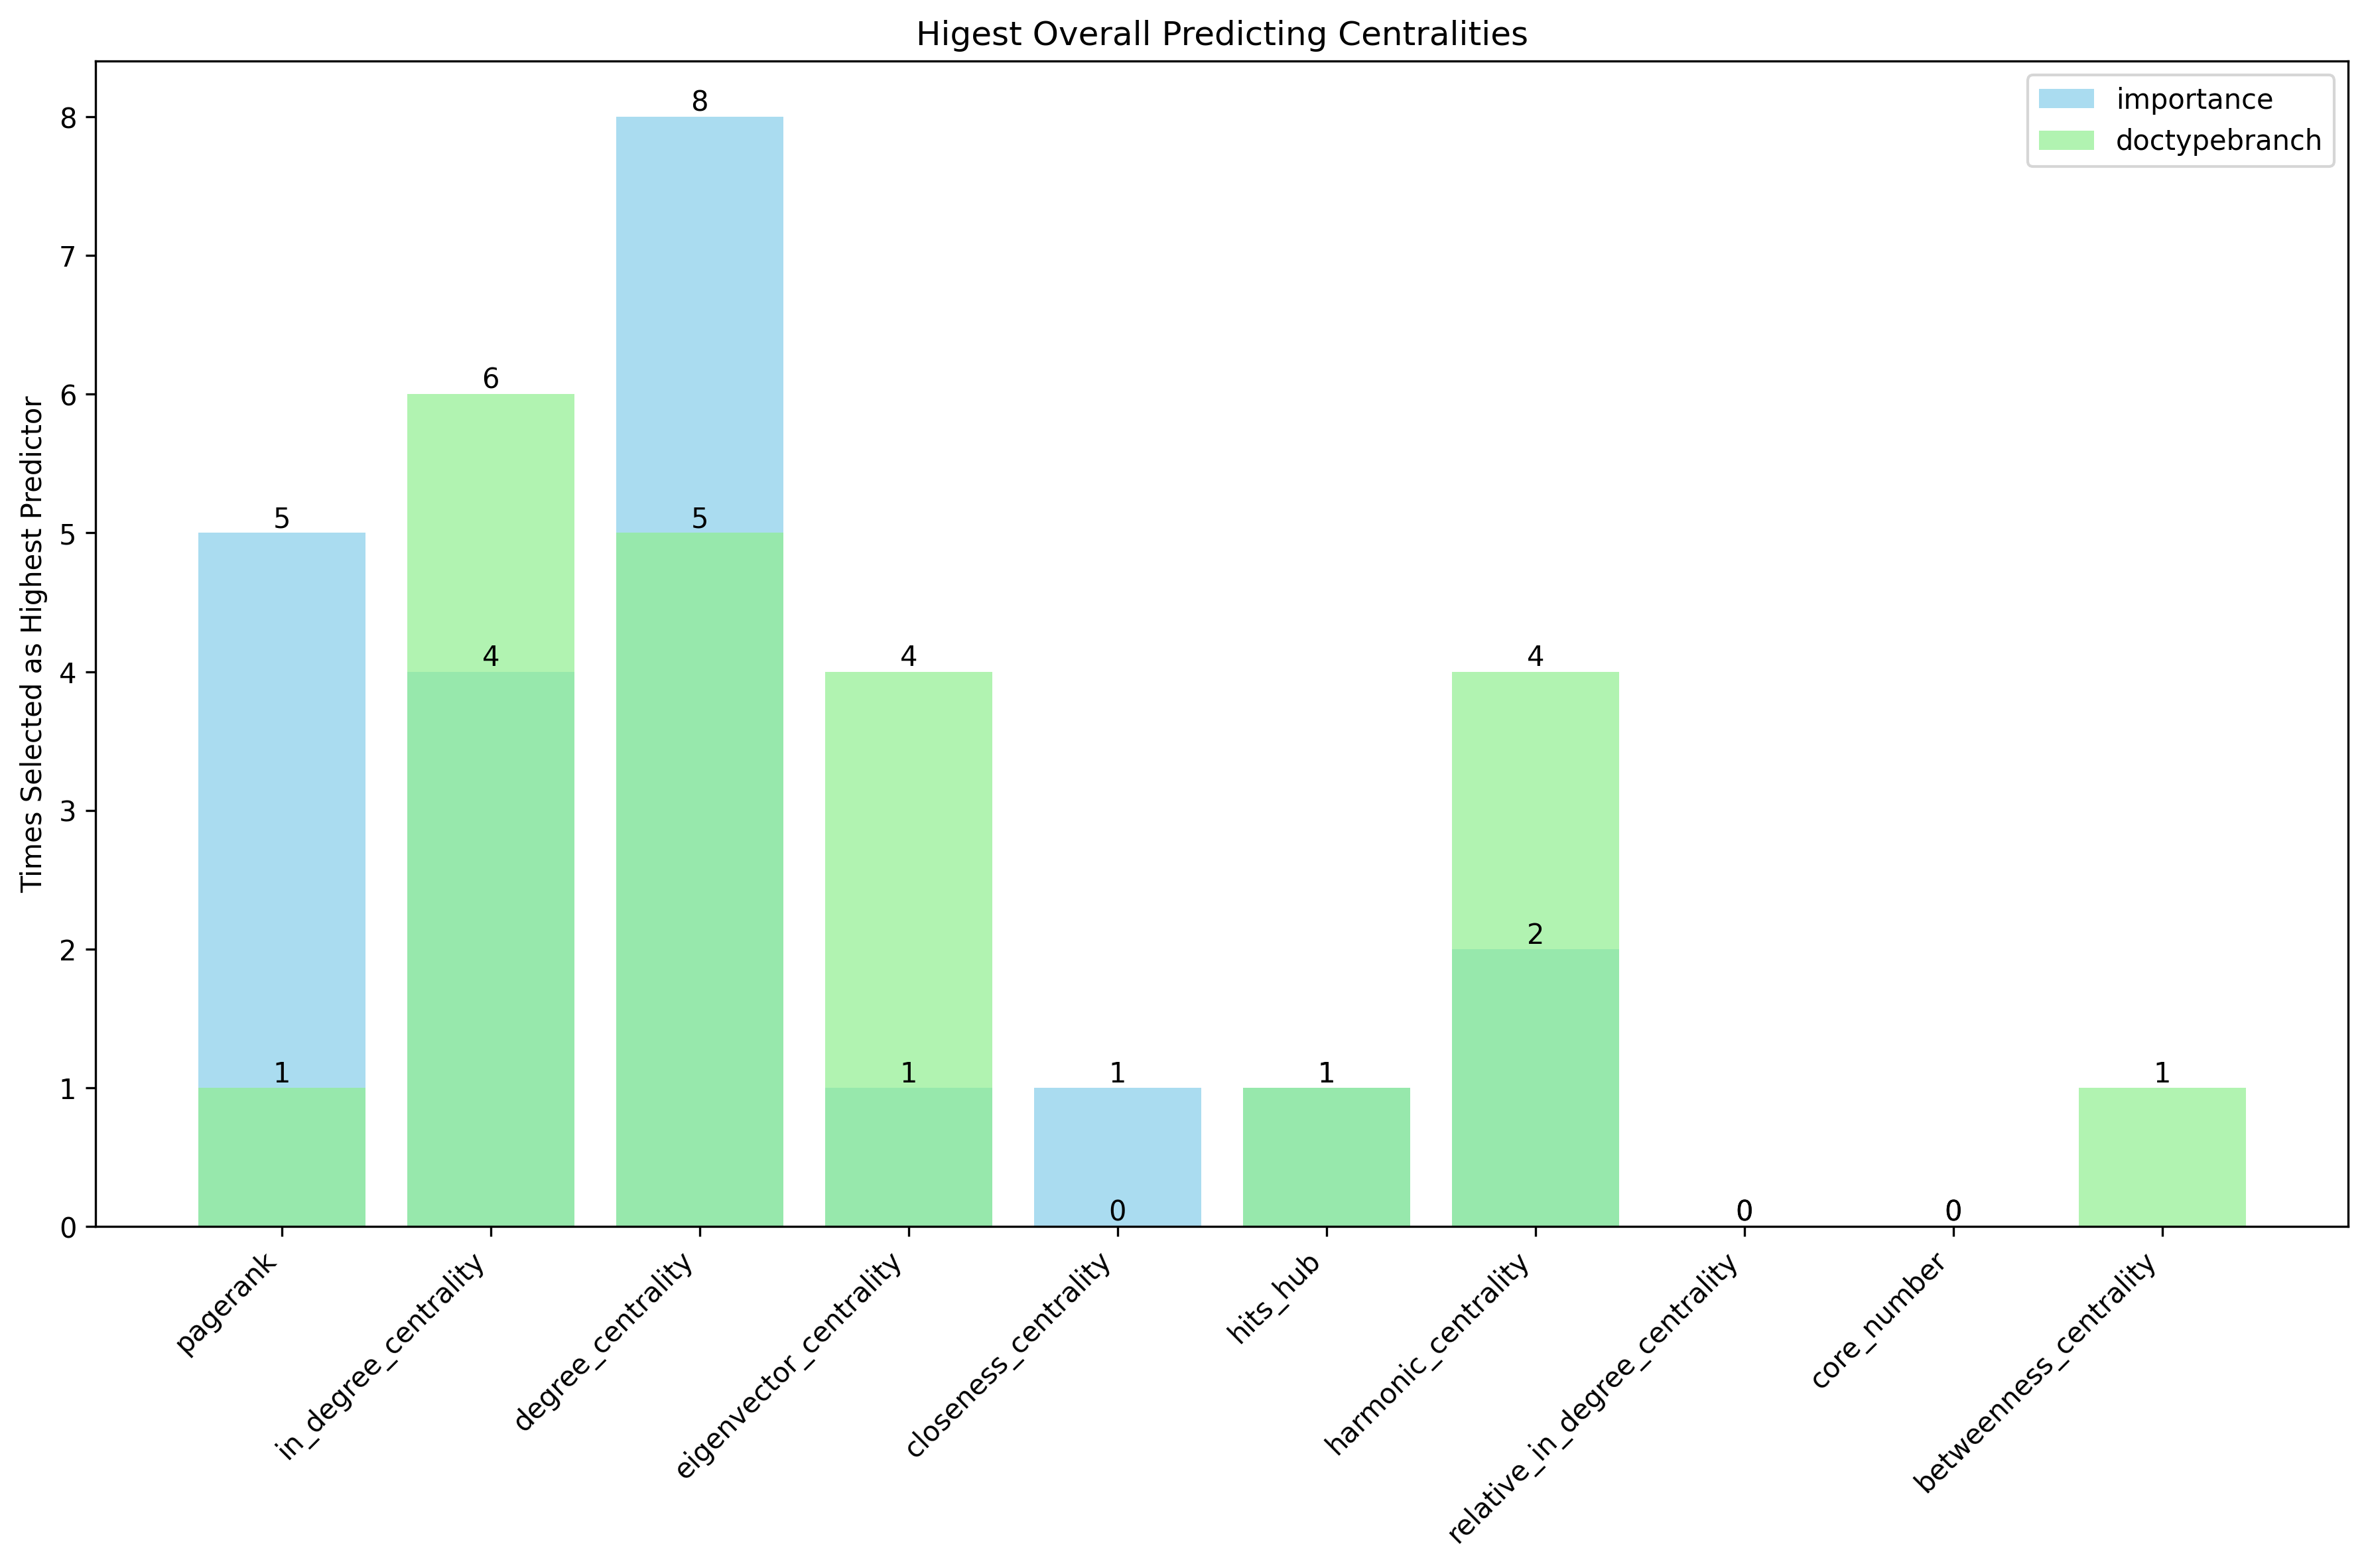 Higest Overall Predicting Centralities
importance
doctypebranch
Times Selected as Highest Predictor
8
7
6
5
4
3
2
1
0
5
1
6
4
8
5
4
1
1
0
1
4
2
0
0
1
pagerank
in_degree_centrality
degree_centrality
eigenvector_centrality
closeness_centrality
hits_hub
harmonic_centrality
relative_in_degree_centrality
core_number
betweenness_centrality